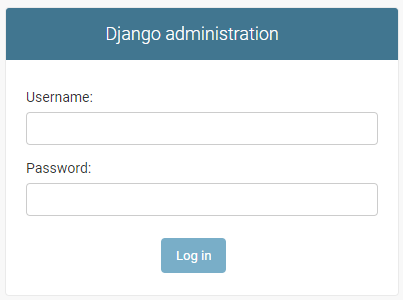 Django administration
Username:
Password:
Log in